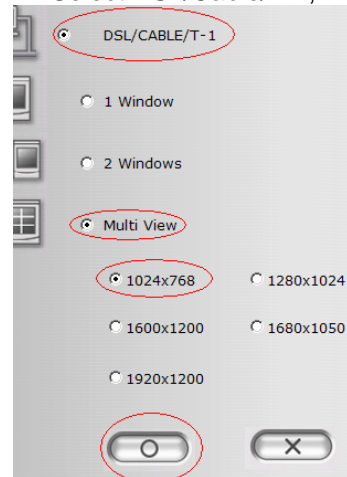 DSL/CABLE/T-1
1 Window
2 Windows
Multi View
1024x768 1280x1024
1600x1200 1680x1050
1920x1200
O X